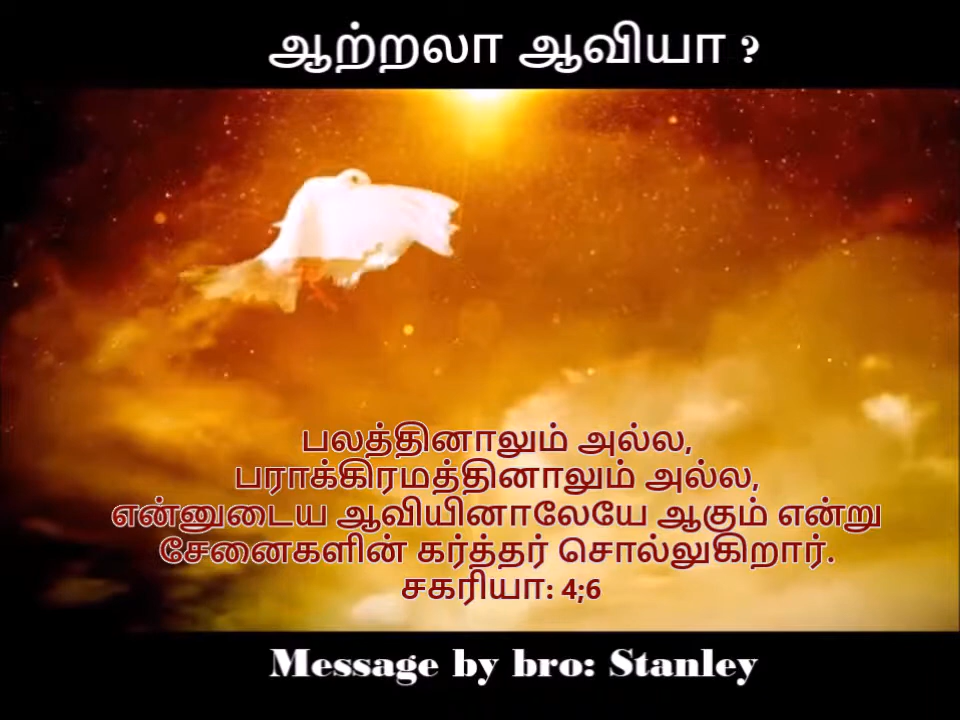 ஆற்றலா ஆவியா ?
பலத்தினாலும் அல்ல,
பராக்கிரமத்தினாலும் அல்ல,
என்னுடைய ஆவியினாலேயே ஆகும் என்று
சேனைகளின் கர்த்தர் சொல்லுகிறார்.
சகரியா: 4;6
Message by bro: Stanley